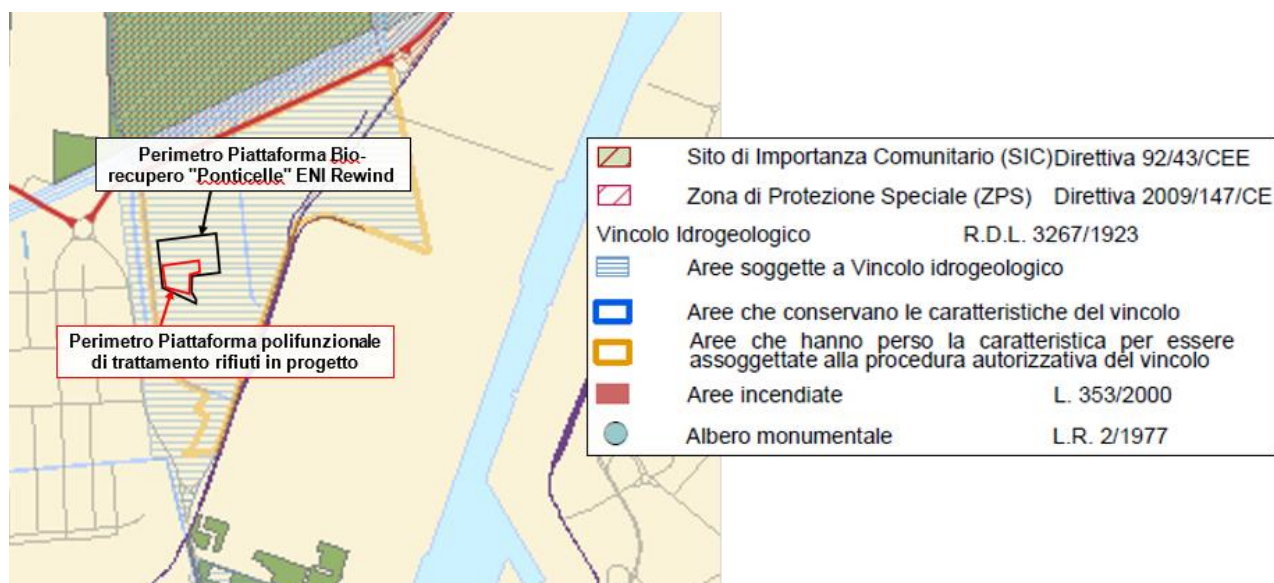 Perimetro Piattaforma Bio-
recupero "Ponticelle" ENI Rewind
Perimetro Piattaforma polifunzionale
di trattamento rifiuti in progetto
Sito di Importanza Comunitario (SIC) Direttiva 92/43/CEE
Zona di Protezione Speciale (ZPS) Direttiva 2009/147/CE
Vincolo Idrogeologico R.D.L. 3267/1923
Aree soggette a Vincolo idrogeologico
Aree che conservano le caratteristiche del vincolo
Aree che hanno perso la caratteristica per essere
assoggettate alla procedura autorizzativa del vincolo
Aree incendiate L. 353/2000
Albero monumentale L.R. 2/1977